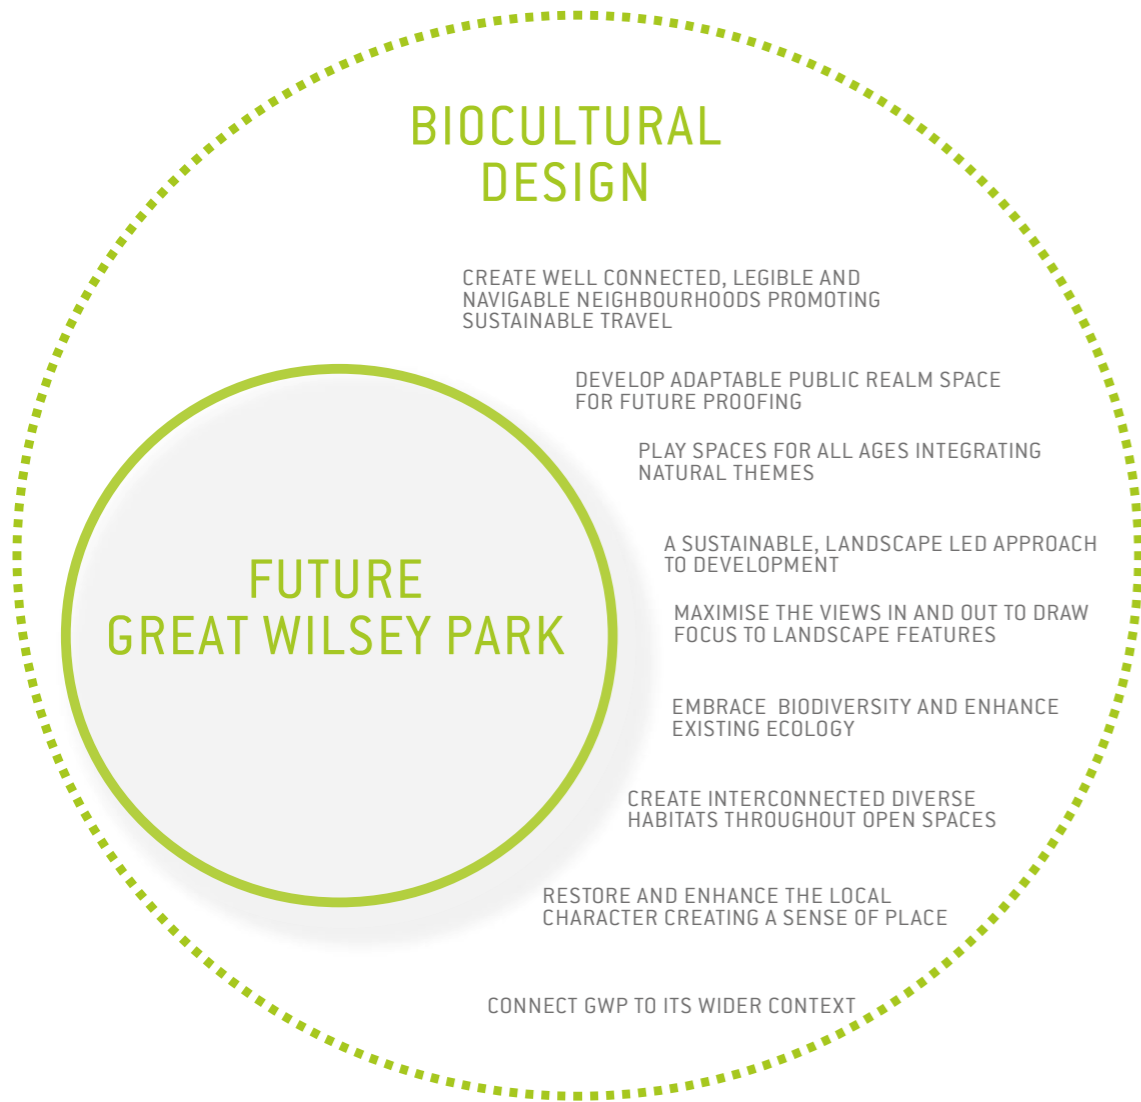 BIOCULTURAL
DESIGN
CREATE WELL CONNECTED, LEGIBLE AND
NAVIGABLE NEIGHBOURHOODS PROMOTING
SUSTAINABLE TRAVEL
DEVELOP ADAPTABLE PUBLIC REALM SPACE
FOR FUTURE PROOFING
PLAY SPACES FOR ALL AGES INTEGRATING
NATURAL THEMES
A SUSTAINABLE, LANDSCAPE LED APPROACH
TO DEVELOPMENT
FUTURE
GREAT WILSEY PARK
MAXIMISE THE VIEWS IN AND OUT TO DRAW
FOCUS TO LANDSCAPE FEATURES
EMBRACE BIODIVERSITY AND ENHANCE
EXISTING ECOLOGY
CREATE INTERCONNECTED DIVERSE
HABITATS THROUGHOUT OPEN SPACES
RESTORE AND ENHANCE THE LOCAL
CHARACTER CREATING A SENSE OF PLACE
CONNECT GWP TO ITS WIDER CONTEXT